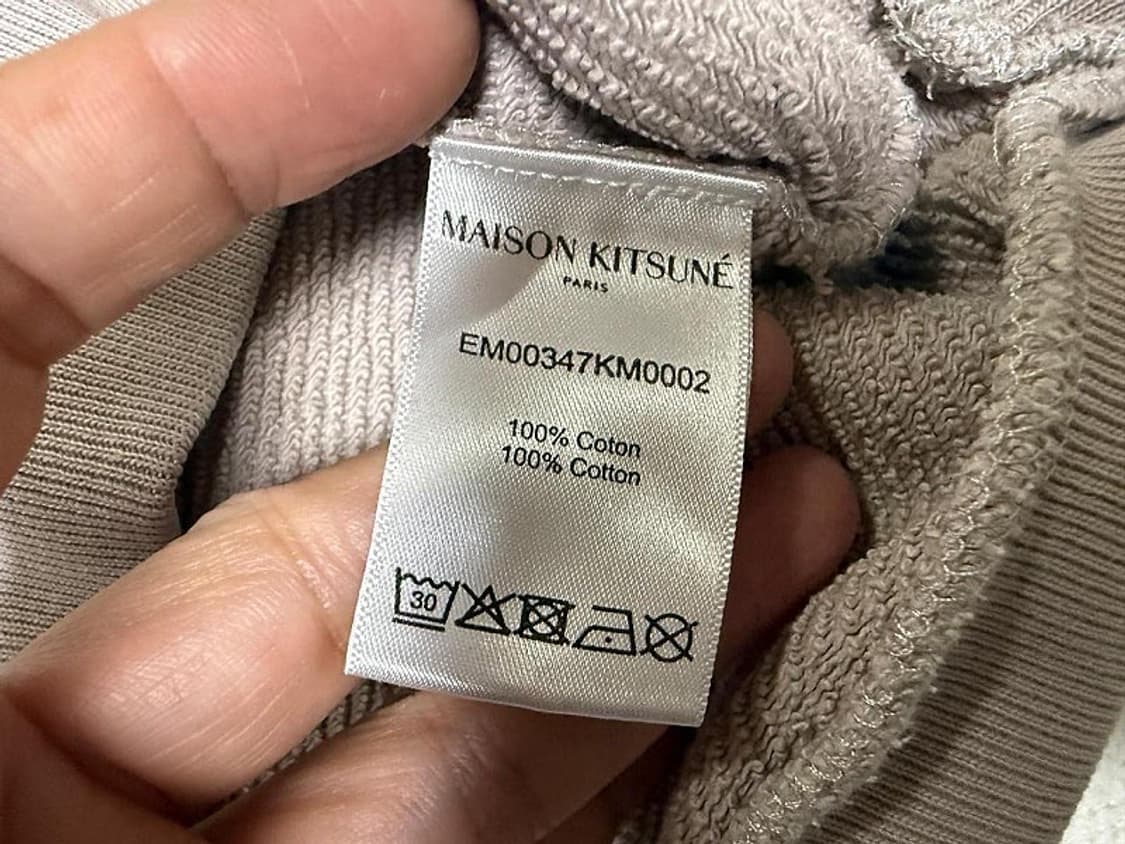 MAISON KITSUNÉ
PARIS
EM00347KM0002
100% Coton
100% Cotton
30